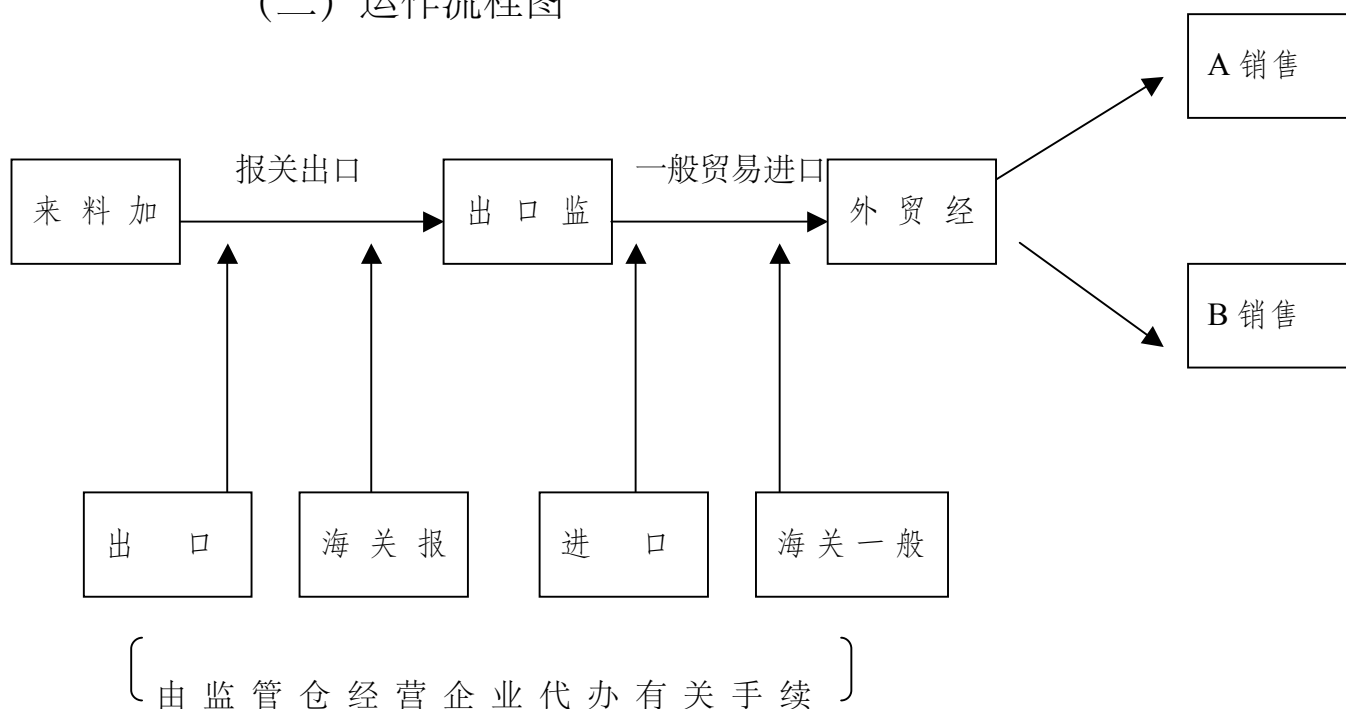 （二）运作流程图
A 销售
报关出口
一般贸易进口
来料加
出口监
外贸经
B 销售
出口
海关报
进口
海关一般
由监管仓经营企业代办有关手续